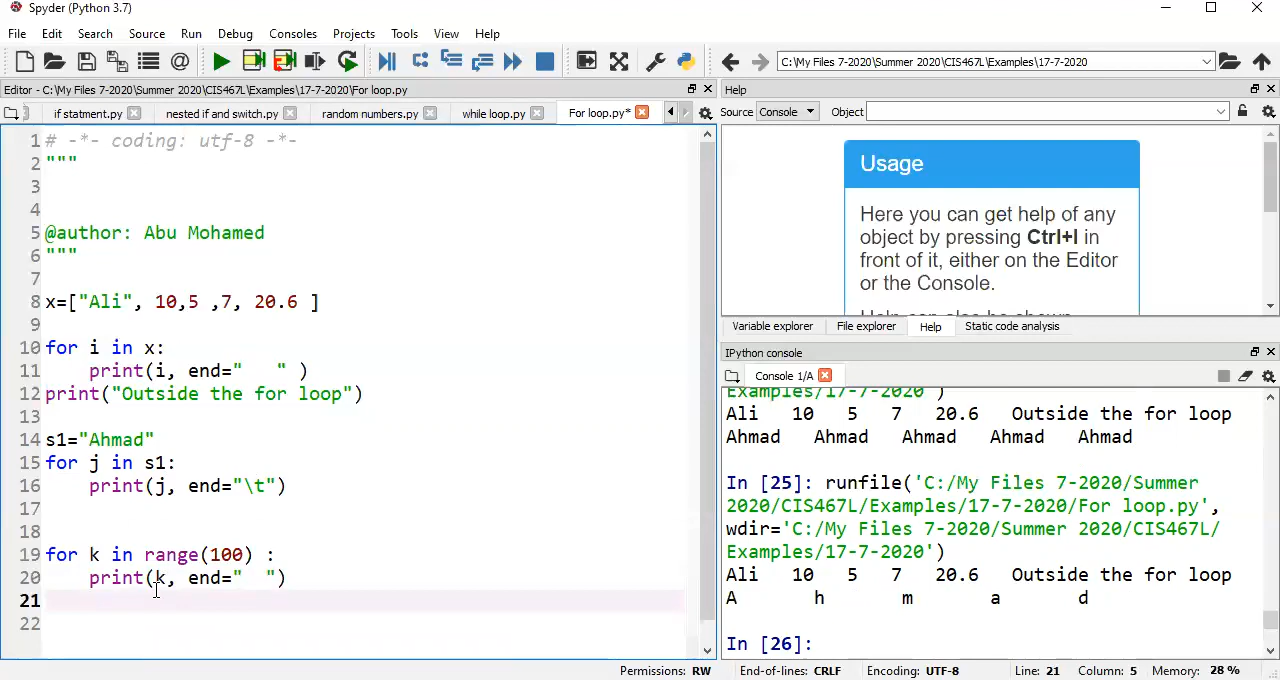 Spyder (Python 3.7)
File Edit Search Source Run Debug Consoles Projects Tools View Help
C:\My Files 7-2020\Summer 2020\CIS467L\Examples\17-7-2020
Editor - C:\My Files 7-2020\Summer 2020\CIS467L\Examples\17-7-2020\For loop.py
if statment.py nested if and switch.py random numbers.py while loop.py For loop.py*
1 # -*- coding: utf-8 -*-
2 """
3
4
5 @author: Abu Mohamed
6 """
7
8 x=["Ali", 10,5 ,7, 20.6 ]
9
10 for i in x:
11 print(i, end="   " )
12 print("Outside the for loop")
13
14 s1="Ahmad"
15 for j in s1:
16 print(j, end="\t")
17
18
19 for k in range(100) :
20 print(k, end="  ")
21
22
Help
Source Console Object
Usage
Here you can get help of any
object by pressing Ctrl+I in
front of it, either on the Editor
or the Console.
Help can also be shown
Variable explorer File explorer Help Static code analysis
IPython console
Console 1/A
Examples/17-7-2020')
Ali 10 5 7 20.6 Outside the for loop
Ahmad Ahmad Ahmad Ahmad Ahmad
In [25]: runfile('C:/My Files 7-2020/Summer
2020/CIS467L/Examples/17-7-2020/For loop.py',
wdir='C:/My Files 7-2020/Summer 2020/CIS467L/
Examples/17-7-2020')
Ali 10 5 7 20.6 Outside the for loop
A h m a d
In [26]:
Permissions: RW End-of-lines: CRLF Encoding: UTF-8 Line: 21 Column: 5 Memory: 28 %